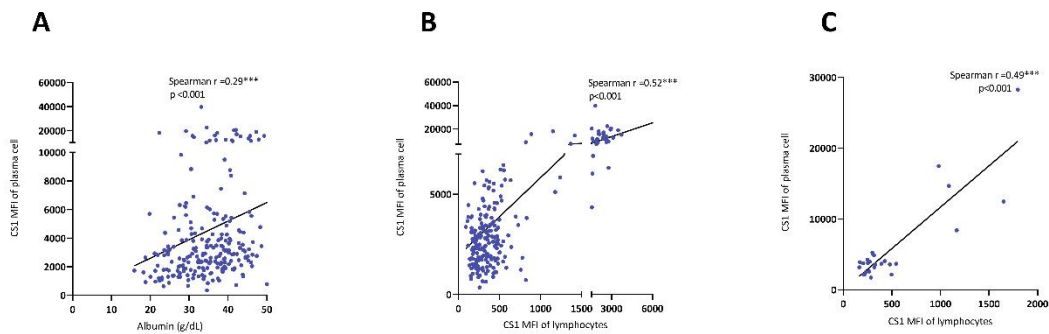 A
B
C
Spearman r =0.29***
p <0.001
60000
40000
20000
10000
8000
6000
4000
2000
0
0
10
20
30
40
50
CS1 MFI of plasma cell
Albumin (g/dL)
Spearman r =0.52***
p<0.001
60000
40000
20000
5000
0
0
500
1000
1500
2000
4000
6000
CS1 MFI of plasma cell
CS1 MFI of lymphocytes
Spearman r =0.49***
p<0.001
30000
20000
10000
0
0
500
1000
1500
2000
CS1 MFI of plasma cell
CS1 MFI of lymphocytes